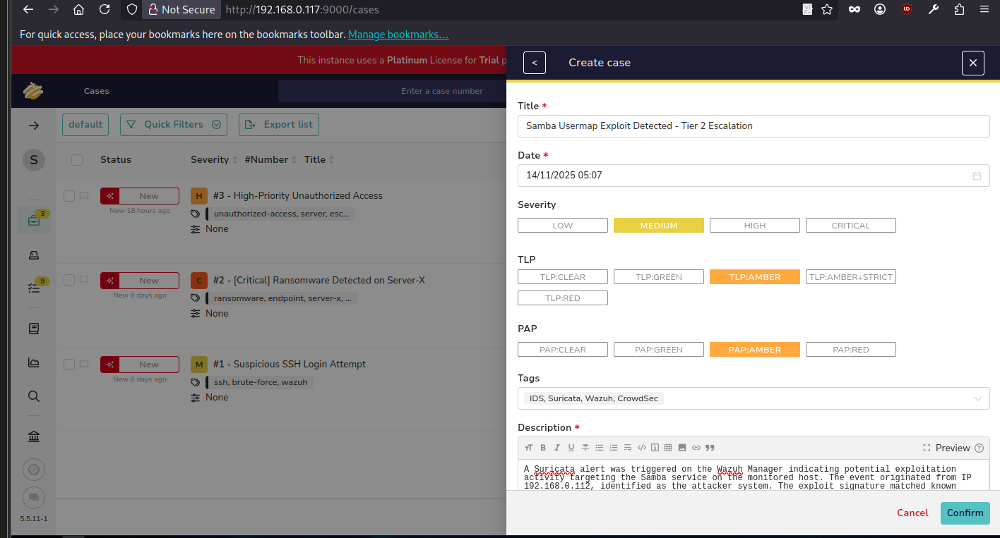 Not Secure http://192.168.0.117:9000/cases
For quick access, place your bookmarks here on the bookmarks toolbar. Manage bookmarks...
This instance uses a Platinum License for Trial p
Cases
Enter a case number
default
Quick Filters
Export list
Status
Severity
#Number
Title
New
New 18 hours ago
H
#3 - High-Priority Unauthorized Access
unauthorized-access, server, esc...
None
New
New 8 days ago
C
#2 - [Critical] Ransomware Detected on Server-X
ransomware, endpoint, server-x, ...
None
New
New 8 days ago
M
#1 - Suspicious SSH Login Attempt
ssh, brute-force, wazuh
None
S
3
9
5.5.11-1
< Create case
Title *
Samba Usermap Exploit Detected - Tier 2 Escalation
Date *
14/11/2025 05:07
Severity
LOW MEDIUM HIGH CRITICAL
TLP
TLP:CLEAR TLP:GREEN TLP:AMBER TLP:AMBER+STRICT
TLP:RED
PAP
PAP:CLEAR PAP:GREEN PAP:AMBER PAP:RED
Tags
IDS, Suricata, Wazuh, CrowdSec
Description *
Preview
A Suricata alert was triggered on the Wazuh Manager indicating potential exploitation
activity targeting the Samba service on the monitored host. The event originated from IP
192.168.0.112, identified as the attacker system. The exploit signature matched known
Cancel Confirm